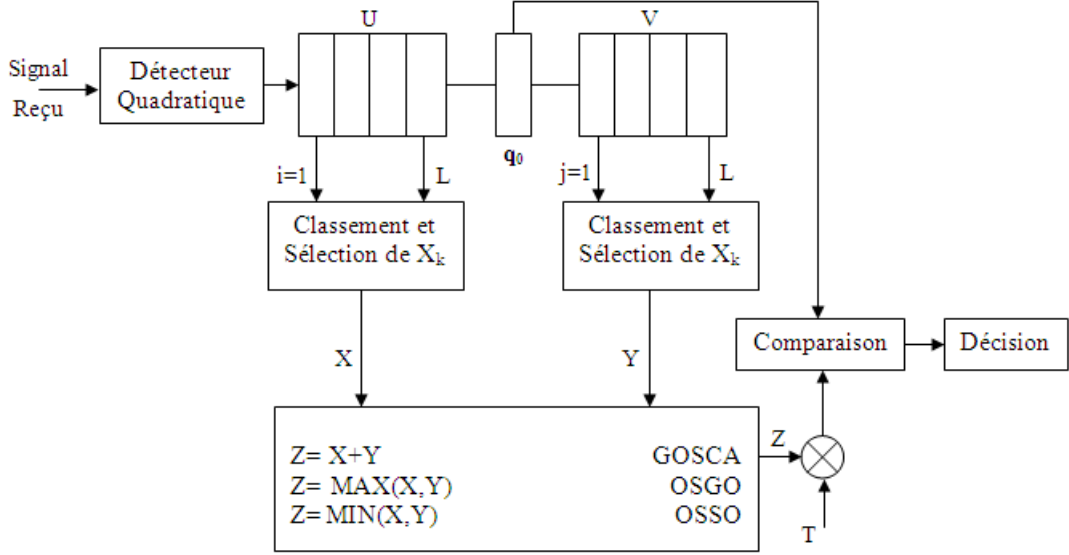 U
V
Signal
Reçu
Détecteur
Quadratique
q₀
i=1
L
j=1
L
Classement et
Sélection de Xₖ
Classement et
Sélection de Xₖ
Comparaison
Décision
X
Y
Z= X+Y GOSCA
Z= MAX(X,Y) OSGO
Z= MIN(X,Y) OSSO
Z
T